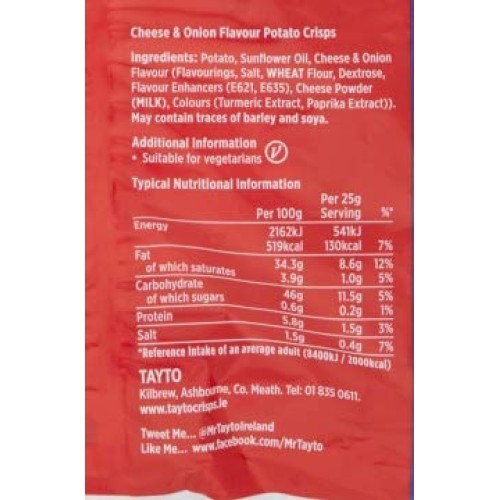 Cheese & Onion Flavour Potato Crisps
Ingredients: Potato, Sunflower Oil, Cheese & Onion
Flavour (Flavourings, Salt, WHEAT Flour, Dextrose,
Flavour Enhancers (E621, E635), Cheese Powder
(MILK), Colours (Turmeric Extract, Paprika Extract)).
May contain traces of barley and soya.
Additional Information
• Suitable for vegetarians V
Typical Nutritional Information
Per 100g Per 25g Serving %*
Energy 2162kJ 541kJ
519kcal 130kcal 7%
Fat 34.3g 8.6g 12%
of which saturates 3.9g 1.0g 5%
Carbohydrate 46g 11.5g 5%
of which sugars 0.6g 0.2g 1%
Protein 5.8g 1.5g 3%
Salt 1.5g 0.4g 7%
*Reference Intake of an average adult (8400kJ / 2000kcal)
TAYTO
Kilbrew, Ashbourne, Co. Meath. Tel: 01 835 0611,
www.taytocrisps.ie
Tweet Me... @MrTaytoIreland
Like Me... www.facebook.com/MrTayto